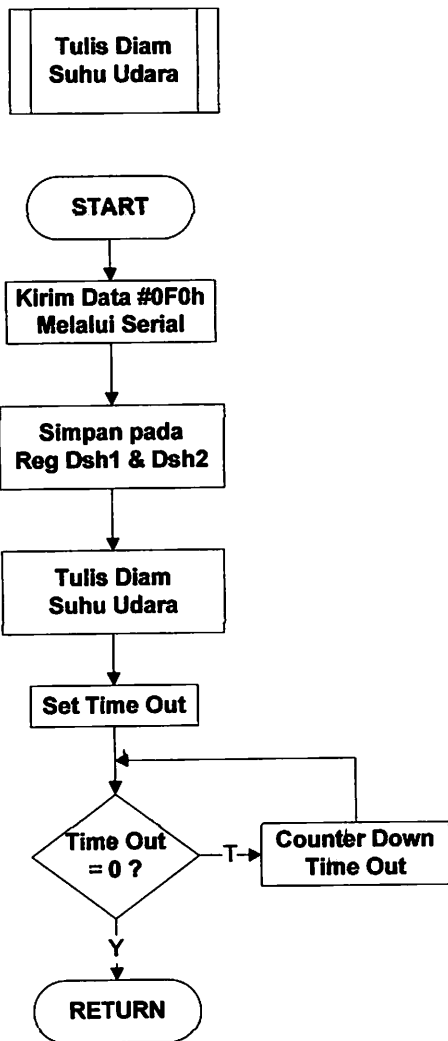 Tulis Diam
Suhu Udara
START
Kirim Data #0F0h
Melalui Serial
Simpan pada
Reg Dsh1 & Dsh2
Tulis Diam
Suhu Udara
Set Time Out
Time Out
= 0 ?
T
Counter Down
Time Out
Y
RETURN